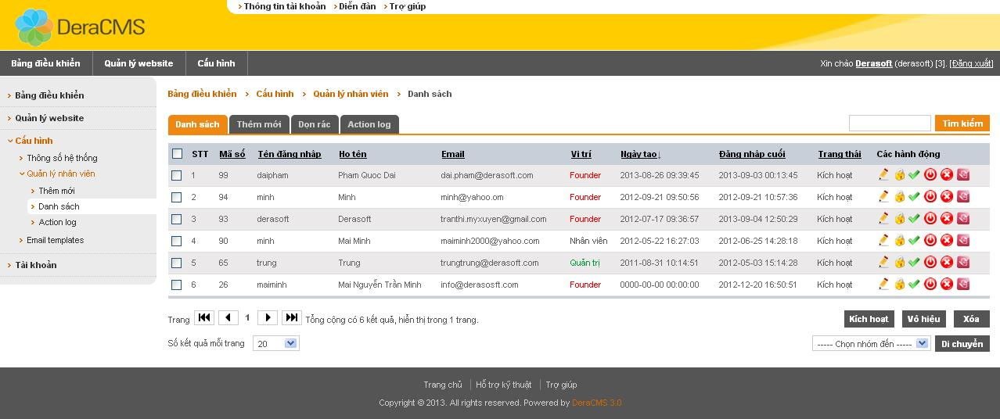 Thông tin tài khoản Diễn đàn Trợ giúp
DeraCMS
Bảng điều khiển Quản lý website Cấu hình Xin chào Derasoft (derasoft) [3]. [Đăng xuất]
Bảng điều khiển
Quản lý website
Cấu hình
Thông số hệ thống
Quản lý nhân viên
Thêm mới
Danh sách
Action log
Email templates
Tài khoản
Bảng điều khiển Cấu hình Quản lý nhân viên Danh sách
Danh sách Thêm mới Dọn rác Action log Tìm kiếm
STT Mã số Tên đăng nhập Họ tên Email Vị trí Ngày tạo↓ Đăng nhập cuối Trạng thái Các hành động
1 99 daipham Pham Quoc Dai dai.pham@derasoft.com Founder 2013-08-26 09:39:45 2013-09-03 00:13:45 Kích hoạt
2 94 minh Minh minh@yahoo.om Founder 2012-09-21 09:50:56 2012-09-21 10:57:36 Kích hoạt
3 93 derasoft Derasoft tranthi.myxuyen@gmail.com Founder 2012-07-17 09:36:57 2013-09-04 12:50:29 Kích hoạt
4 90 minh Mai Minh maiminh2000@yahoo.com Nhân viên 2012-05-22 16:27:03 2012-06-25 14:28:18 Kích hoạt
5 65 trung Trung trungtrung@derasoft.com Quản trị 2011-08-31 10:14:51 2012-05-03 15:14:28 Kích hoạt
6 26 maiminh Mai Nguyễn Trần Minh info@derasosft.com Founder 0000-00-00 00:00:00 2012-12-20 16:50:51 Kích hoạt
Trang 1 Tổng cộng có 6 kết quả, hiển thị trong 1 trang. Kích hoạt Vô hiệu Xóa
Số kết quả mỗi trang 20 ----- Chọn nhóm đến ----- Di chuyển
Trang chủ Hỗ trợ kỹ thuật Trợ giúp
Copyright © 2013. All rights reserved. Powered by DeraCMS 3.0